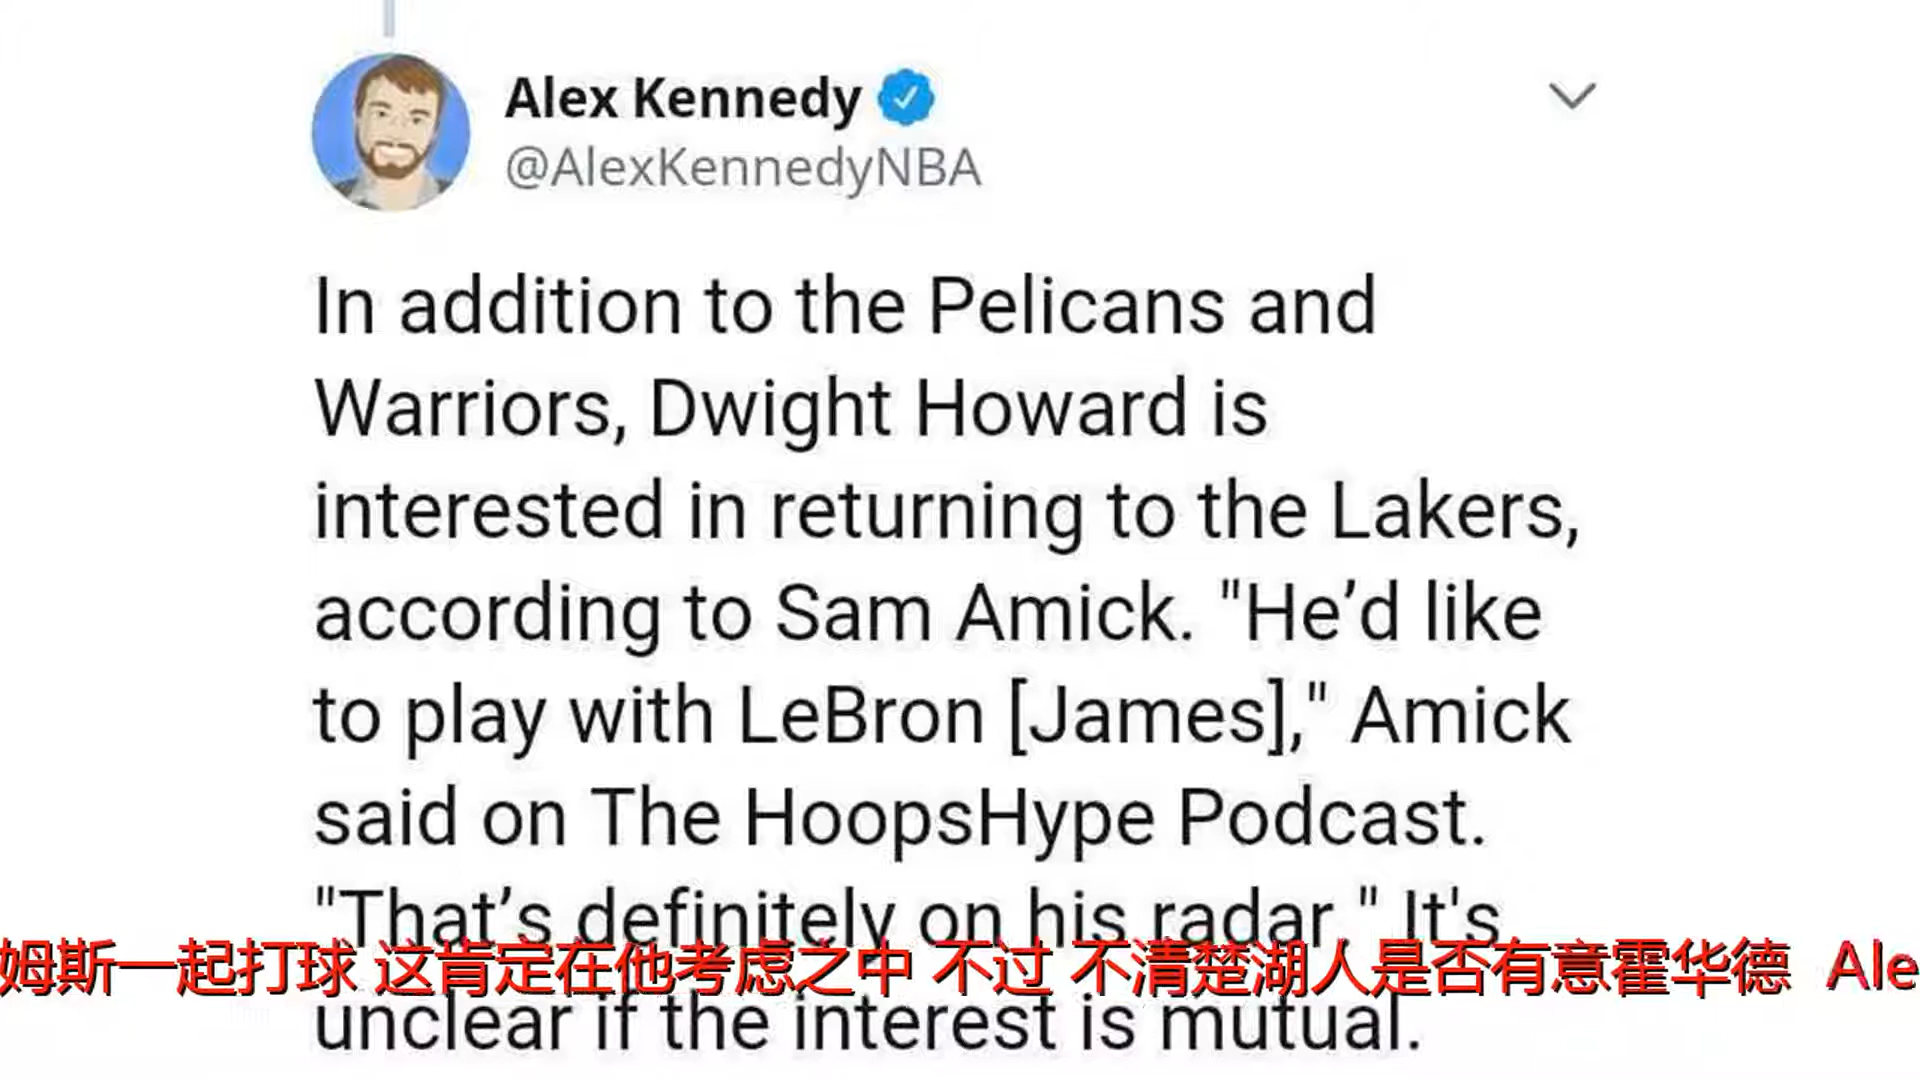 Alex Kennedy
@AlexKennedyNBA
In addition to the Pelicans and
Warriors, Dwight Howard is
interested in returning to the Lakers,
according to Sam Amick. "He’d like
to play with LeBron [James]," Amick
said on The HoopsHype Podcast.
"That’s definitely on his radar." It's
姆斯一起打球 这肯定在他考虑之中 不过 不清楚湖人是否有意霍华德 Ale
unclear if the interest is mutual.